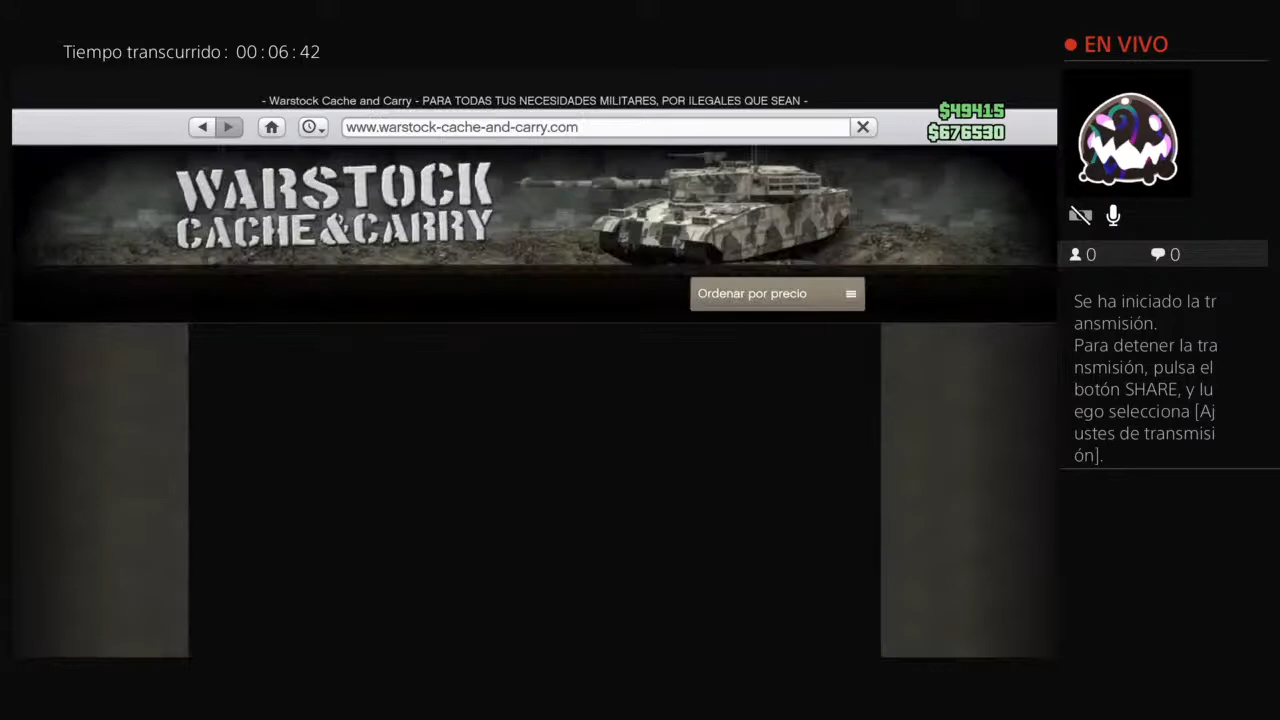 Tiempo transcurrido: 00:06:42
EN VIVO
- Warstock Cache and Carry - PARA TODAS TUS NECESIDADES MILITARES, POR ILEGALES QUE SEAN -
www.warstock-cache-and-carry.com
$49415
$676530
WARSTOCK
CACHE&CARRY
Ordenar por precio
0
0
Se ha iniciado la tr
ansmisión.
Para detener la tra
nsmisión, pulsa el
botón SHARE, y lu
ego selecciona [Aj
ustes de transmisi
ón].